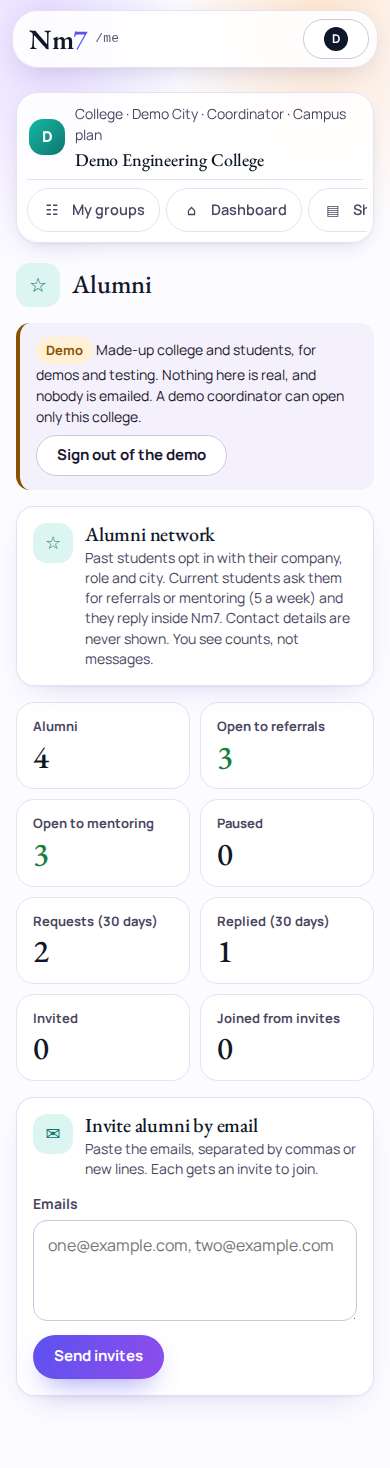 Nm7 /me
D
D
College · Demo City · Coordinator · Campus
plan
Demo Engineering College
My groups
Dashboard
Sh
Alumni
Demo Made-up college and students, for
demos and testing. Nothing here is real, and
nobody is emailed. A demo coordinator can open
only this college.
Sign out of the demo
Alumni network
Past students opt in with their company,
role and city. Current students ask them
for referrals or mentoring (5 a week) and
they reply inside Nm7. Contact details are
never shown. You see counts, not
messages.
Alumni
4
Open to referrals
3
Open to mentoring
3
Paused
0
Requests (30 days)
2
Replied (30 days)
1
Invited
0
Joined from invites
0
Invite alumni by email
Paste the emails, separated by commas or
new lines. Each gets an invite to join.
Emails
one@example.com, two@example.com
Send invites